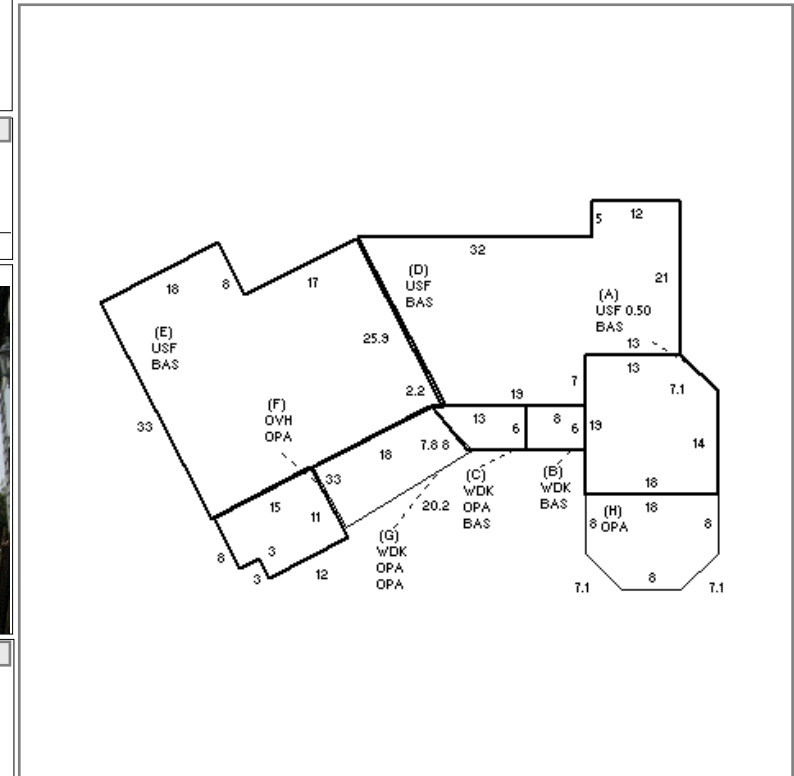 5
12
32
21
(D)
USF
BAS
18
8
17
(A)
USF 0.50
BAS
13
13
(E)
USF
BAS
25.9
7
7.1
2.2
19
(F)
OVH
OPA
33
13
6
8
6
19
14
18
7.8
8
33
(C)
WDK
OPA
BAS
(B)
WDK
BAS
18
18
15
11
20.2
(H)
OPA
8
8
(G)
WDK
OPA
OPA
8
3
3
12
7.1
8
7.1